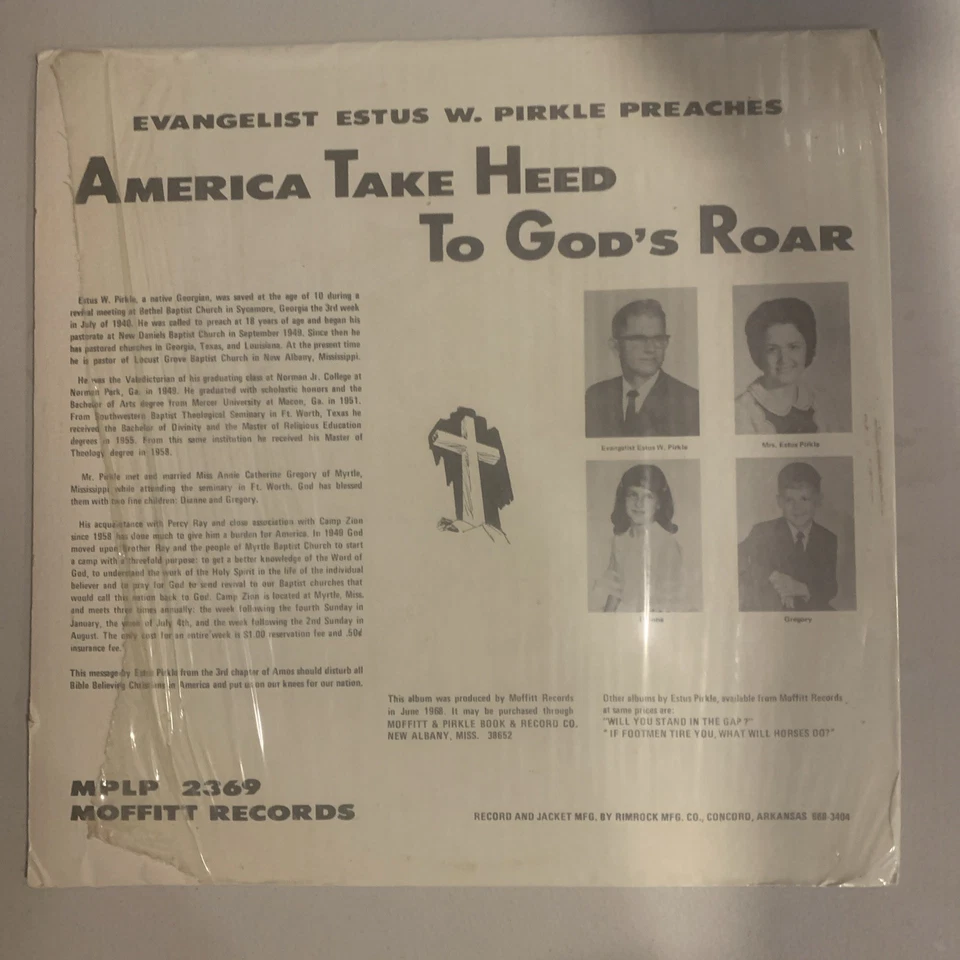 EVANGELIST ESTUS W. PIRKLE PREACHES
AMERICA TAKE HEED
TO GOD'S ROAR
Estus W. Pirkle, a native Georgian, was saved at the age of 10 during a
revival meeting at Bethel Baptist Church in Sycamore, Georgia the 3rd week
in July of 1940. He was called to preach at 18 years of age and began his
pastorate at New Daniels Baptist Church in September 1949. Since then he
has pastored churches in Georgia, Texas, and Louisiana. At the present time
he is pastor of Locust Grove Baptist Church in New Albany, Mississippi.
He was the Valedictorian of his graduating class at Norman Jr. College at
Norman Park, Ga. in 1949. He graduated with scholastic honors and the
Bachelor of Arts degree from Mercer University at Macon, Ga. in 1951.
From Southwestern Baptist Theological Seminary in Ft. Worth, Texas he
received the Bachelor of Divinity and the Master of Religious Education
degrees in 1955. From this same institution he received his Master of
Theology degree in 1958.
Mr. Pirkle met and married Miss Annie Catherine Gregory of Myrtle,
Mississippi while attending the seminary in Ft. Worth. God has blessed
them with two fine children: Dianne and Gregory.
His acquaintance with Percy Ray and close association with Camp Zion
since 1958 has done much to give him a burden for America. In 1949 God
moved upon Brother Ray and the people of Myrtle Baptist Church to start
a camp with a threefold purpose: to get a better knowledge of the Word of
God, to understand the work of the Holy Spirit in the life of the individual
believer and to pray for God to send revival to our Baptist churches that
would call this nation back to God. Camp Zion is located at Myrtle, Miss.
and meets three times annually: the week following the fourth Sunday in
January, the week of July 4th, and the week following the 2nd Sunday in
August. The only cost for an entire week is $1.00 reservation fee and .50¢
insurance fee.
This message by Estus Pirkle from the 3rd chapter of Amos should disturb all
Bible Believing Christians in America and put us on our knees for our nation.
Evangelist Estus W. Pirkle
Mrs. Estus Pirkle
Dianne
Gregory
This album was produced by Moffitt Records
in June 1968. It may be purchased through
MOFFITT & PIRKLE BOOK & RECORD CO.
NEW ALBANY, MISS. 38652
Other albums by Estus Pirkle, available from Moffitt Records
at same prices are:
"WILL YOU STAND IN THE GAP?"
"IF FOOTMEN TIRE YOU, WHAT WILL HORSES DO?"
MPLP 2369
MOFFITT RECORDS
RECORD AND JACKET MFG. BY RIMROCK MFG. CO., CONCORD, ARKANSAS 668-3404